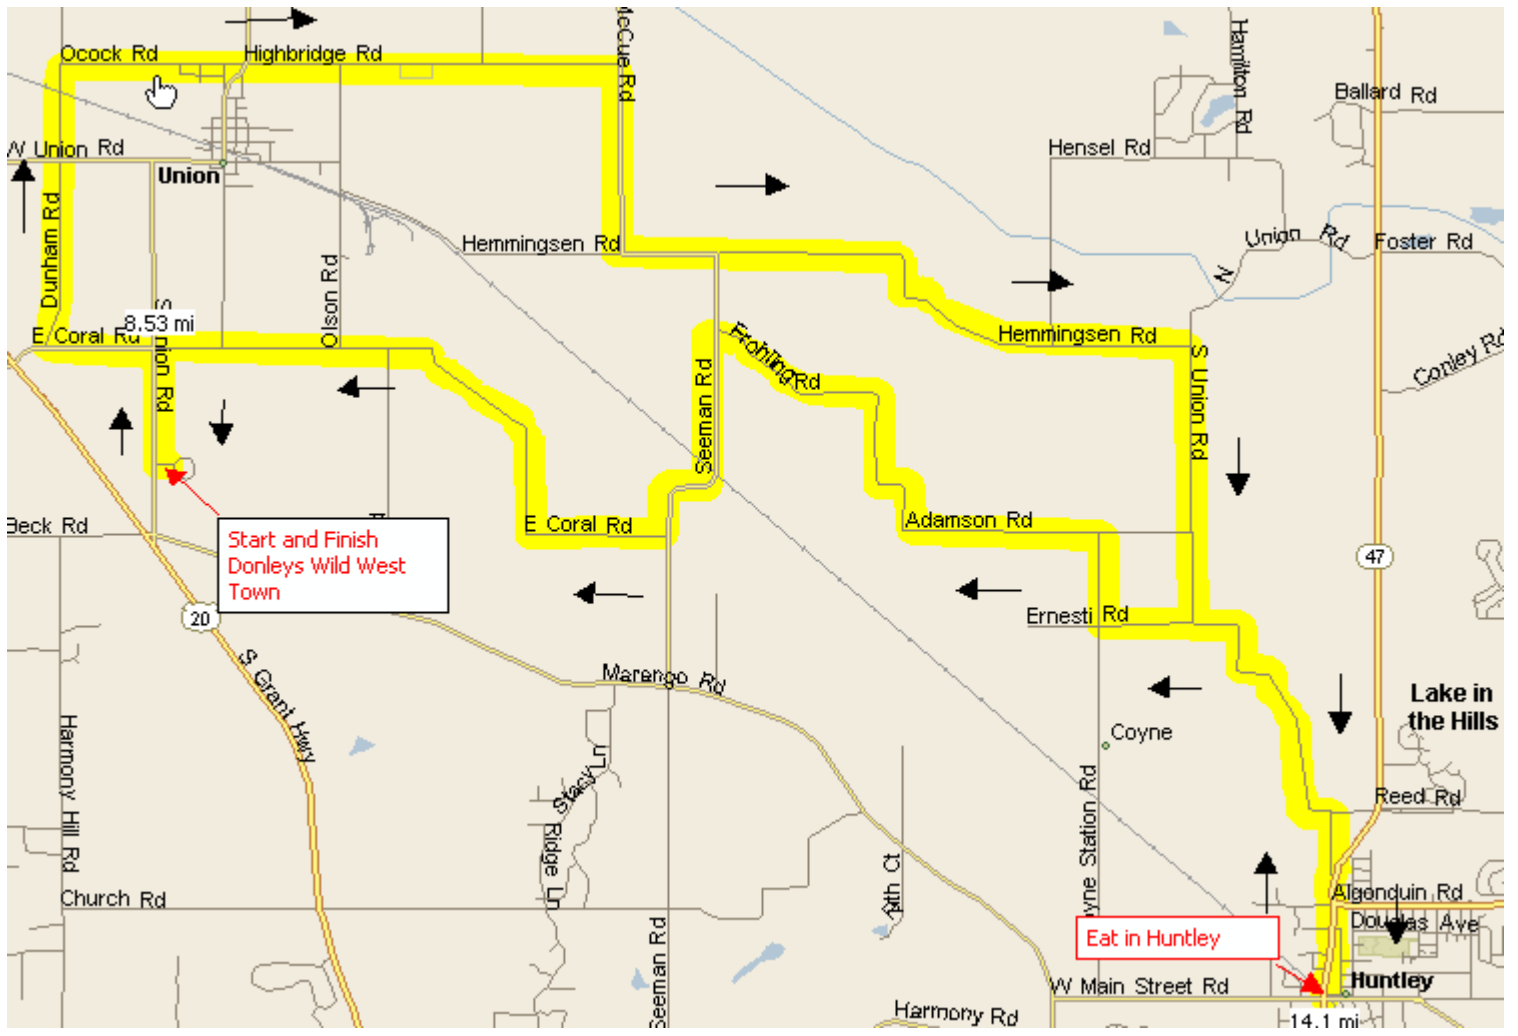 Ocock Rd
Highbridge Rd
McCue Rd
Hamilton Rd
Ballard Rd
W Union Rd
Union
Hensel Rd
Dunham Rd
Hemmingsen Rd
Union Rd
N
Foster Rd
Olson Rd
S Union Rd
8.53 mi
E Coral Rd
Hemmingsen Rd
Frohling Rd
S Union Rd
Conley Rd
Seeman Rd
Beck Rd
E Coral Rd
Adamson Rd
47
Start and Finish
Donleys Wild West
Town
20
Ernesti Rd
S Grant Hwy
Marengo Rd
Lake in
the Hills
Harmony Hill Rd
Coyne
Stacy Ln
Reed Rd
Ridge Ln
oyne Station Rd
Ct
Church Rd
Algonquin Rd
Douglas Ave
Eat in Huntley
Seeman Rd
W Main Street Rd
Huntley
Harmony Rd
14.1 mi